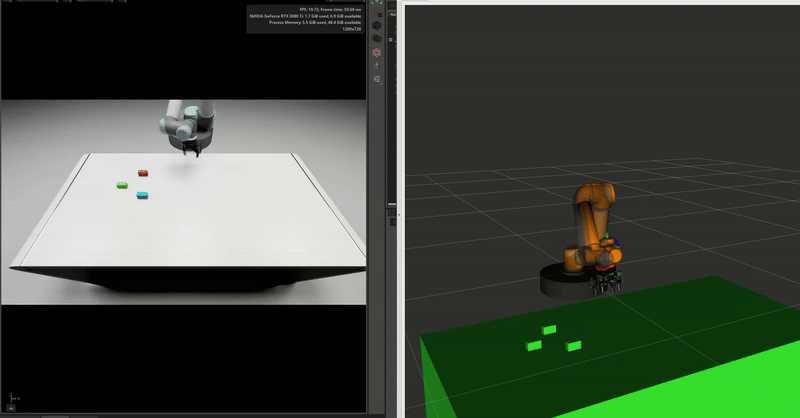 FPS: 19.73, Frame time: 50.68 ms
NVIDIA GeForce RTX 3080 Ti: 1.7 GiB used, 8.9 GiB available
Process Memory: 5.5 GiB used, 48.4 GiB available
1280x720